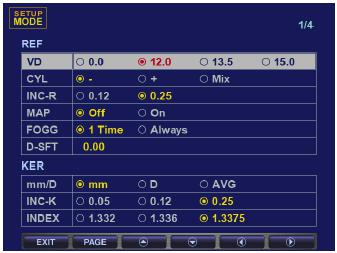 SETUP
MODE
1/4
REF
VD 0.0 12.0 13.5 15.0
CYL - + Mix
INC-R 0.12 0.25
MAP Off On
FOGG 1 Time Always
D-SFT 0.00
KER
mm/D mm D AVG
INC-K 0.05 0.12 0.25
INDEX 1.332 1.336 1.3375
EXIT PAGE